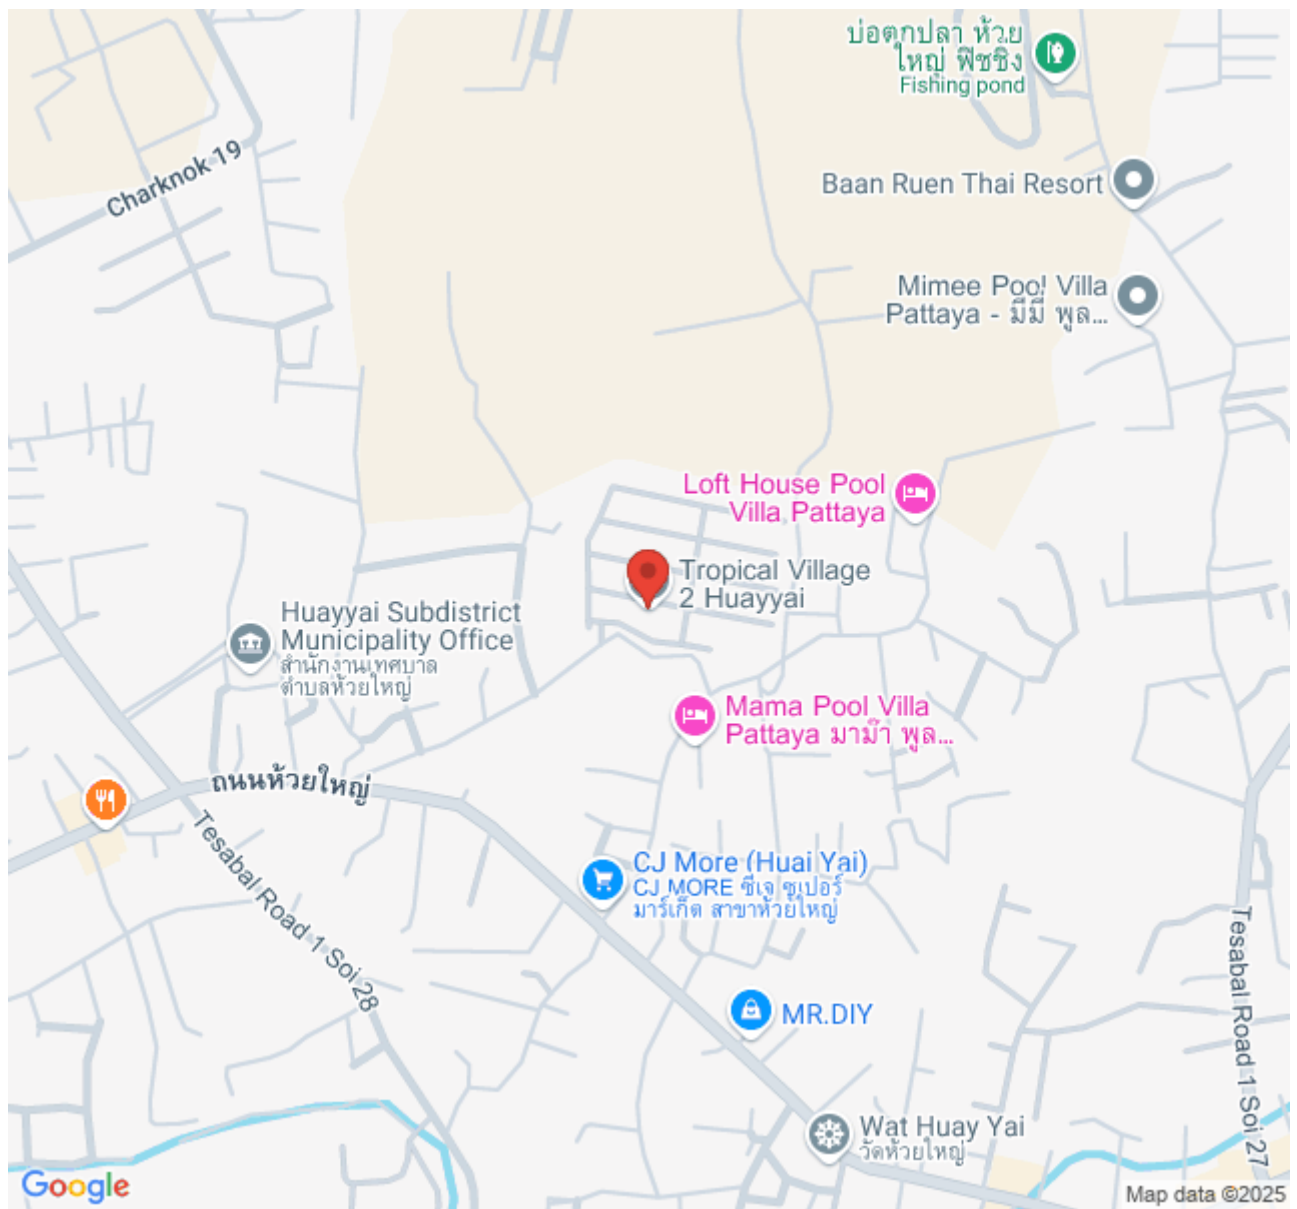 บ่อตกปลา ห้วย
ใหญ่ ฟิชชิง
Fishing pond
Charknok 19
Baan Ruen Thai Resort
Mimee Pool Villa
Pattaya - มีมี่ พูล...
Loft House Pool
Villa Pattaya
Tropical Village
2 Huayyai
Huayyai Subdistrict
Municipality Office
สำนักงานเทศบาล
ตำบลห้วยใหญ่
Mama Pool Villa
Pattaya มาม๊า พูล...
ถนนห้วยใหญ่
Tesabal Road 1 Soi 28
CJ More (Huai Yai)
CJ MORE ซีเจ ซูเปอร์
มาร์เก็ต สาขาห้วยใหญ่
Tesabal Road 1 Soi 27
MR.DIY
Wat Huay Yai
วัดห้วยใหญ่
Google
Map data ©2025